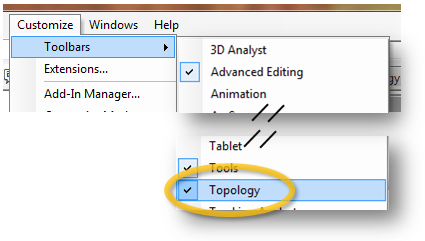 Customize Windows Help
Toolbars
Extensions...
Add-In Manager...
3D Analyst
Advanced Editing
Animation
Tablet
Tools
Topology